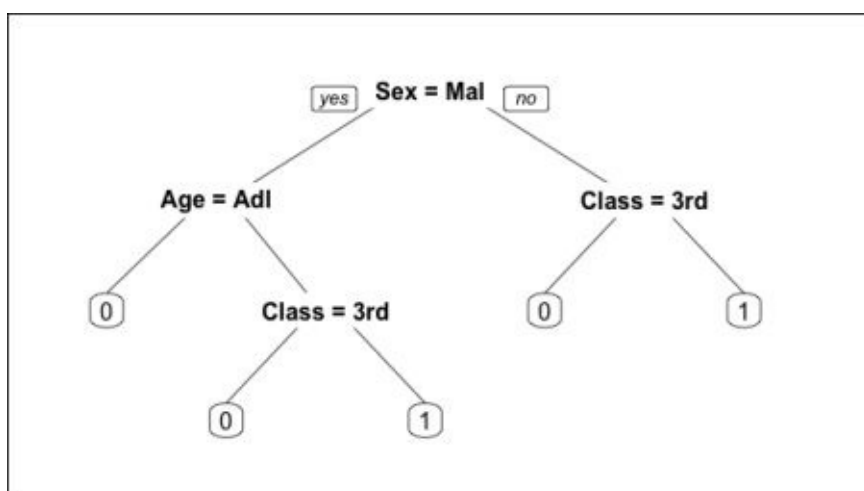 yes Sex = Mal no
Age = Adl Class = 3rd
0 Class = 3rd 0 1
0 1